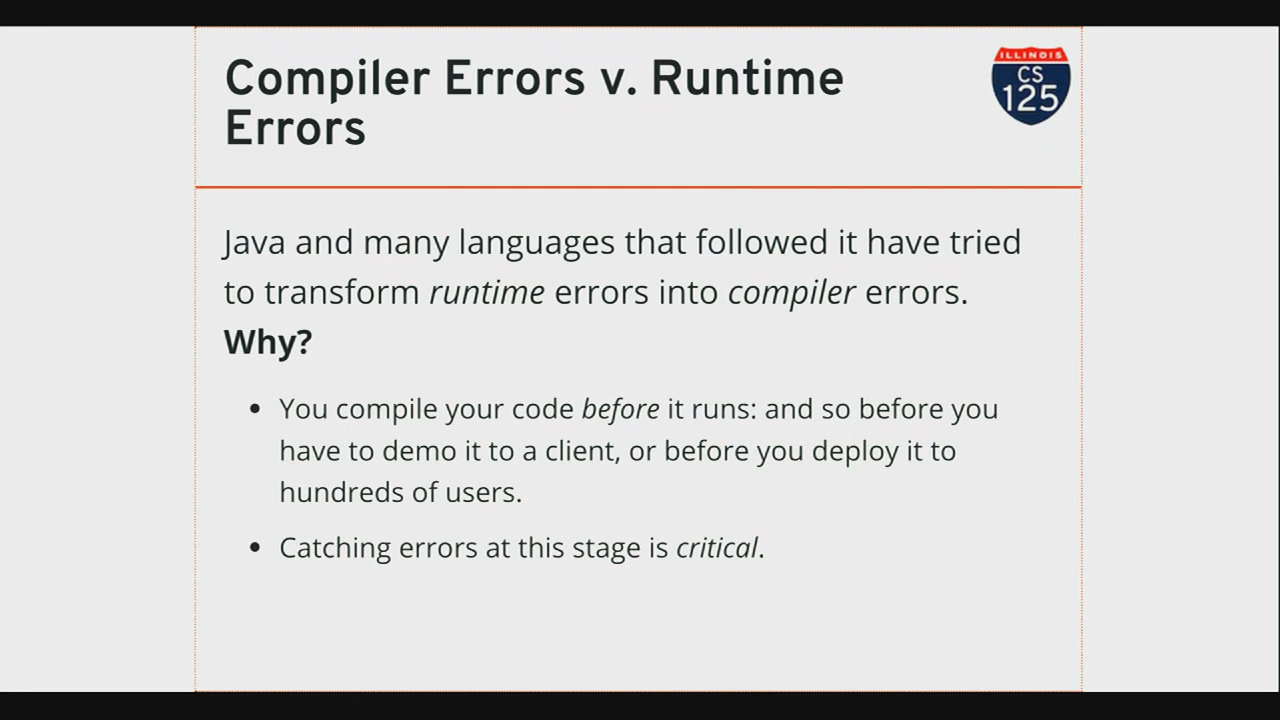 Compiler Errors v. Runtime
Errors
ILLINOIS
CS
125
Java and many languages that followed it have tried
to transform runtime errors into compiler errors.
Why?
• You compile your code before it runs: and so before you
have to demo it to a client, or before you deploy it to
hundreds of users.
• Catching errors at this stage is critical.